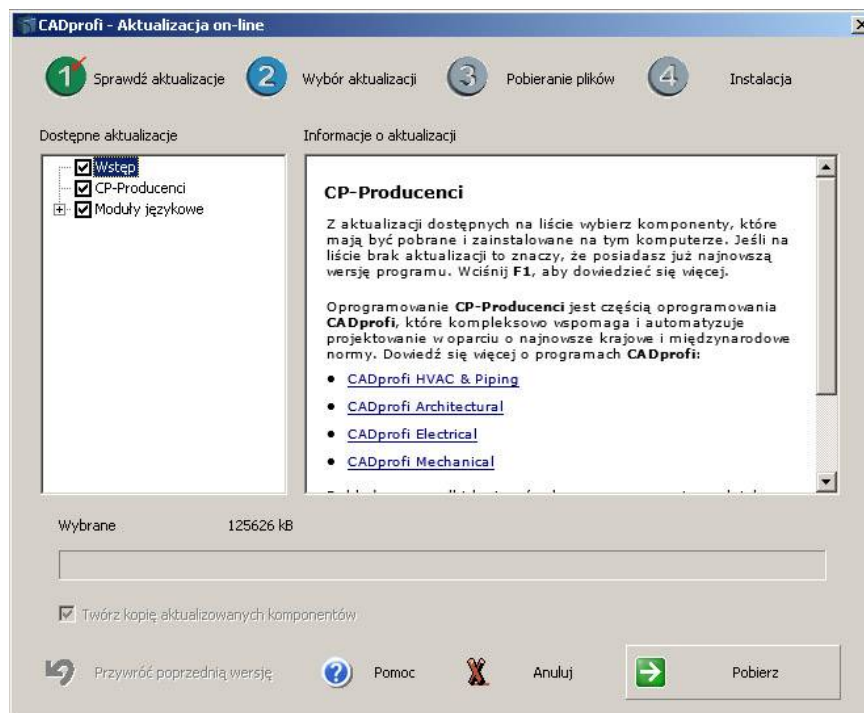 CADprofi - Aktualizacja on-line
1 Sprawdź aktualizacje 2 Wybór aktualizacji 3 Pobieranie plików 4 Instalacja
Dostępne aktualizacje
Wstęp
CP-Producenci
Moduły językowe
Informacje o aktualizacji
CP-Producenci
Z aktualizacji dostępnych na liście wybierz komponenty, które
mają być pobrane i zainstalowane na tym komputerze. Jeśli na
liście brak aktualizacji to znaczy, że posiadasz już najnowszą
wersję programu. Wciśnij F1, aby dowiedzieć się więcej.
Oprogramowanie CP-Producenci jest częścią oprogramowania
CADprofi, które kompleksowo wspomaga i automatyzuje
projektowanie w oparciu o najnowsze krajowe i międzynarodowe
normy. Dowiedź się więcej o programach CADprofi:
• CADprofi HVAC & Piping
• CADprofi Architectural
• CADprofi Electrical
• CADprofi Mechanical
Wybrane 125626 kB
Twórz kopię aktualizowanych komponentów
Przywróć poprzednią wersję ? Pomoc Anuluj Pobierz